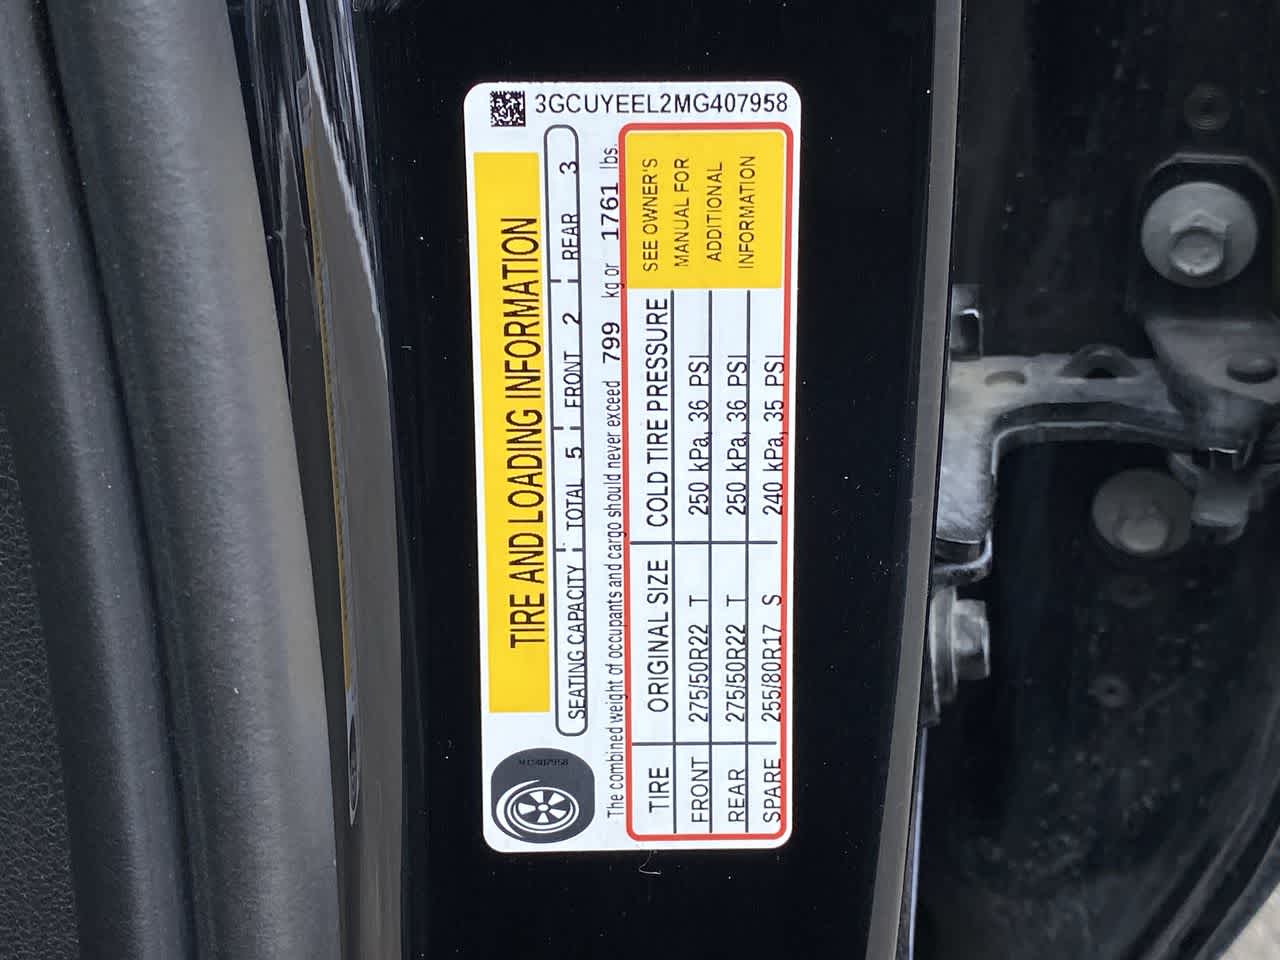 3GCUYEEL2MG407958
TIRE AND LOADING INFORMATION
SEATING CAPACITY TOTAL 5 FRONT 2 REAR 3
The combined weight of occupants and cargo should never exceed 799 kg or 1761 lbs.
TIRE ORIGINAL SIZE COLD TIRE PRESSURE
FRONT 275/50R22 T 250 kPa, 36 PSI
REAR 275/50R22 T 250 kPa, 36 PSI
SPARE 255/80R17 S 240 kPa, 35 PSI
SEE OWNER'S
MANUAL FOR
ADDITIONAL
INFORMATION